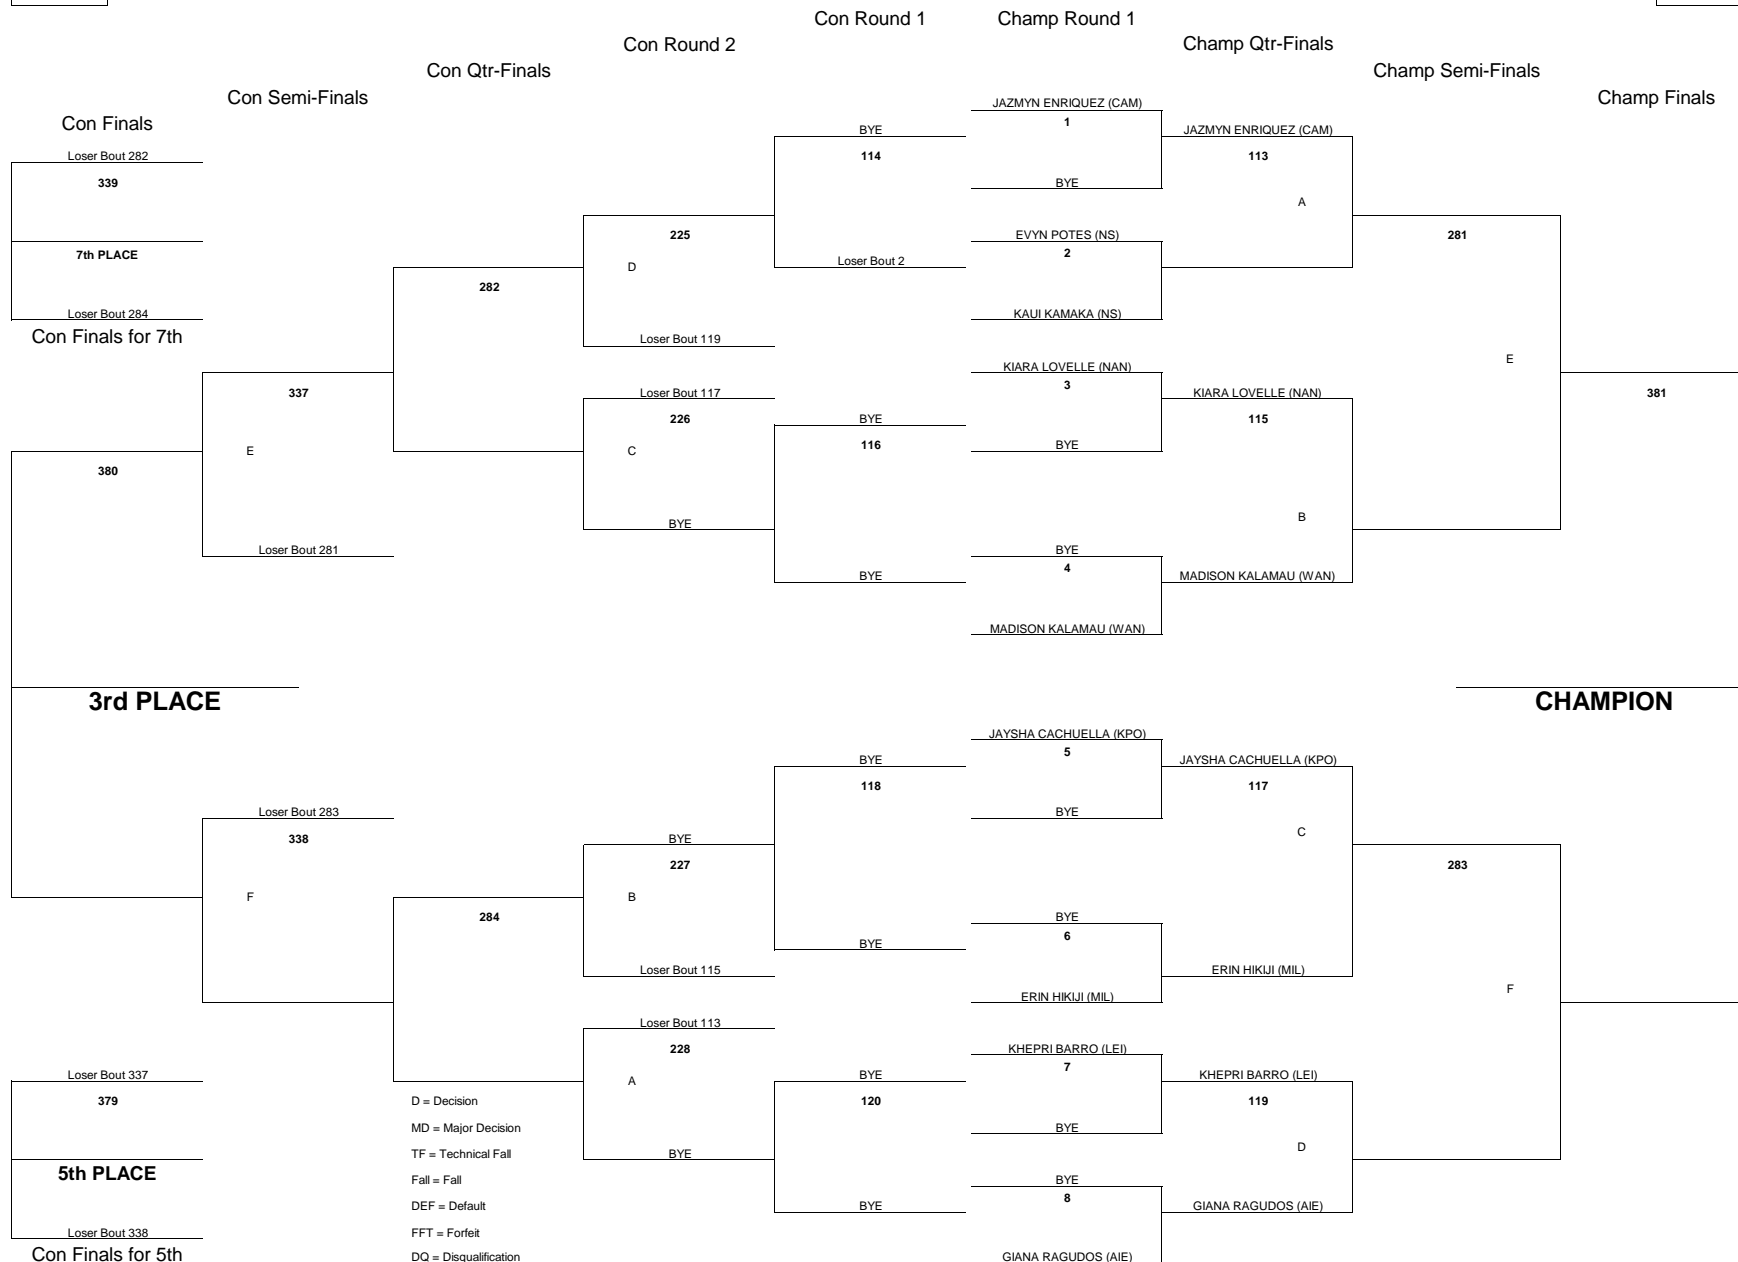 Con Round 1
Champ Round 1
Con Round 2
Champ Qtr-Finals
Con Qtr-Finals
Champ Semi-Finals
Con Semi-Finals
Champ Finals
Con Finals
JAZMYN ENRIQUEZ (CAM)
1
BYE
JAZMYN ENRIQUEZ (CAM)
Loser Bout 282
114
113
339
BYE
A
225
EVYN POTES (NS)
281
7th PLACE
2
D
Loser Bout 2
282
Loser Bout 284
KAUI KAMAKA (NS)
Con Finals for 7th
Loser Bout 119
E
KIARA LOVELLE (NAN)
3
337
Loser Bout 117
KIARA LOVELLE (NAN)
381
226
BYE
115
116
BYE
E
C
380
B
BYE
Loser Bout 281
BYE
4
BYE
MADISON KALAMAU (WAN)
MADISON KALAMAU (WAN)
3rd PLACE
CHAMPION
JAYSHA CACHUELLA (KPO)
5
BYE
JAYSHA CACHUELLA (KPO)
118
117
Loser Bout 283
BYE
C
338
BYE
227
283
F
B
284
BYE
6
BYE
Loser Bout 115
ERIN HIKIJI (MIL)
F
ERIN HIKIJI (MIL)
Loser Bout 113
228
KHEPRI BARRO (LEI)
7
Loser Bout 337
A
BYE
KHEPRI BARRO (LEI)
379
D = Decision
120
119
MD = Major Decision
BYE
D
TF = Technical Fall
BYE
5th PLACE
Fall = Fall
BYE
8
DEF = Default
BYE
GIANA RAGUDOS (AIE)
Loser Bout 338
FFT = Forfeit
Con Finals for 5th
DQ = Disqualification
GIANA RAGUDOS (AIE)